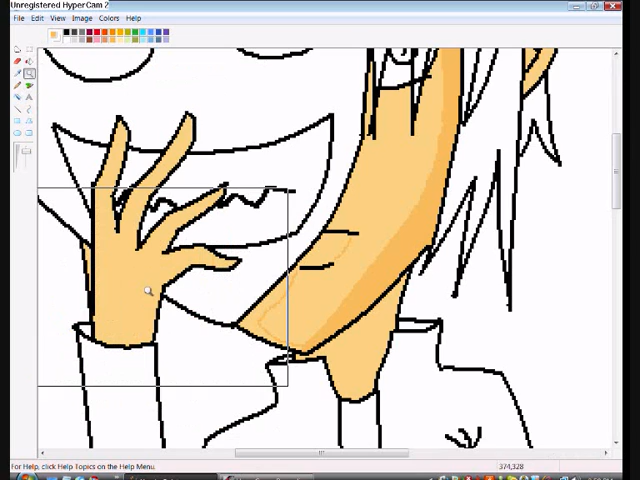 Unregistered HyperCam 2
File Edit View Image Colors Help
For Help, click Help Topics on the Help Menu.
374,328